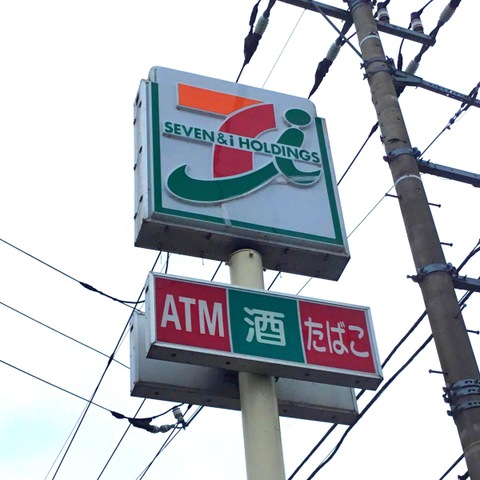 SEVEN & i HOLDINGS
ATM 酒 たばこ